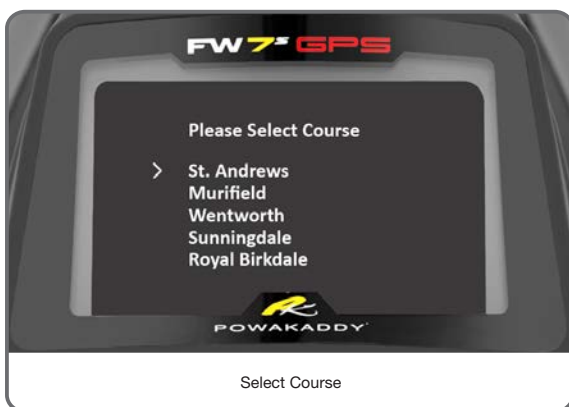 FW7s GPS
Please Select Course
> St. Andrews
Murifield
Wentworth
Sunningdale
Royal Birkdale
POWAKADDY
Select Course